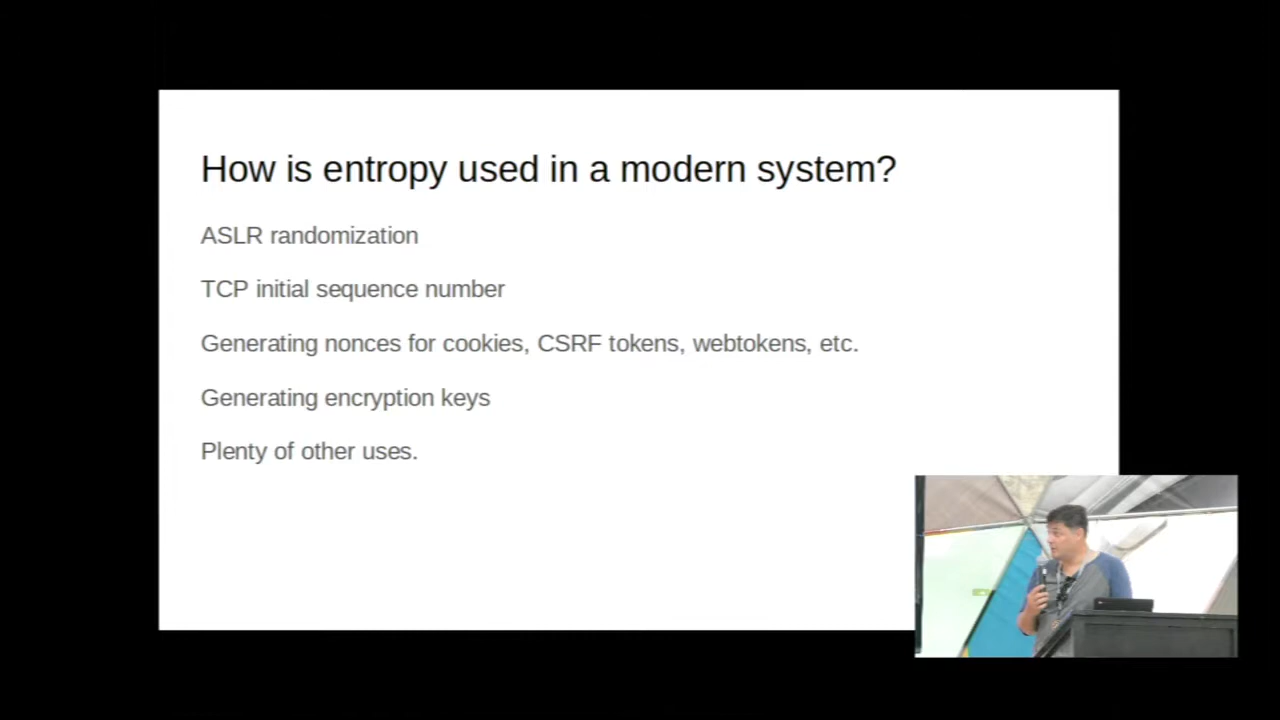 How is entropy used in a modern system?
ASLR randomization
TCP initial sequence number
Generating nonces for cookies, CSRF tokens, webtokens, etc.
Generating encryption keys
Plenty of other uses.